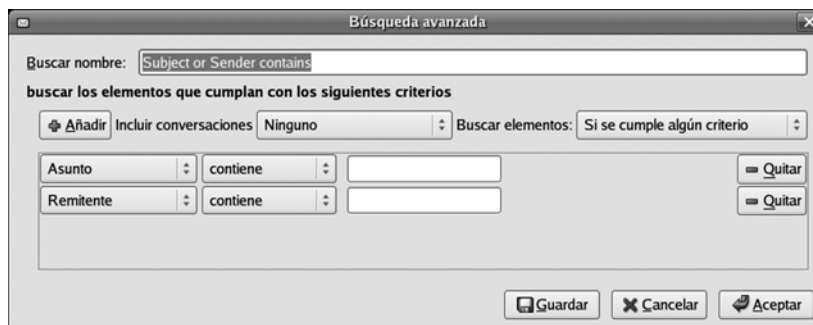 Búsqueda avanzada
Buscar nombre: Subject or Sender contains
buscar los elementos que cumplan con los siguientes criterios
Añadir Incluir conversaciones Ninguno Buscar elementos: Si se cumple algún criterio
Asunto contiene Quitar
Remitente contiene Quitar
Guardar Cancelar Aceptar